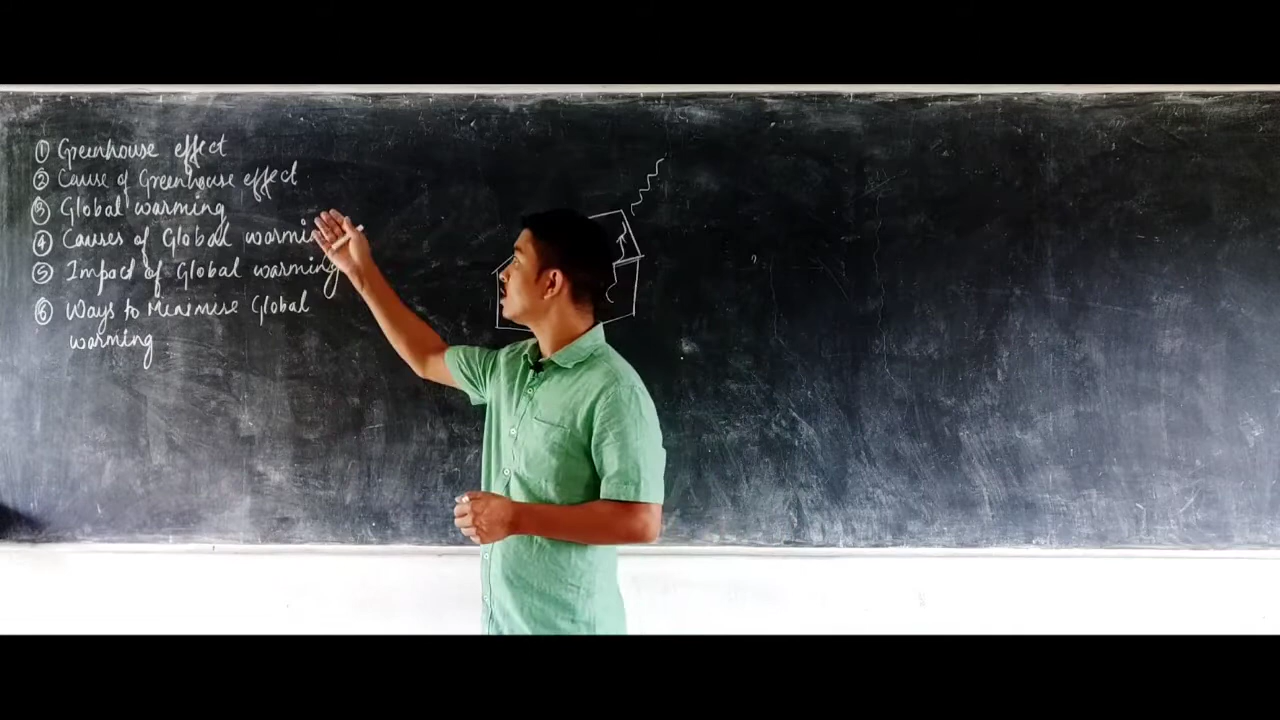 ① Greenhouse effect
② Cause of Greenhouse effect
③ Global warming
④ Causes of Global warming
⑤ Impact of Global warming
⑥ Ways to Minimise Global
warming